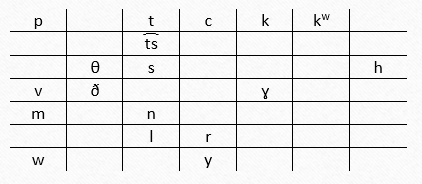 p t c k kʷ
t͡s
θ s h
v ð ɣ
m n
l r
w y